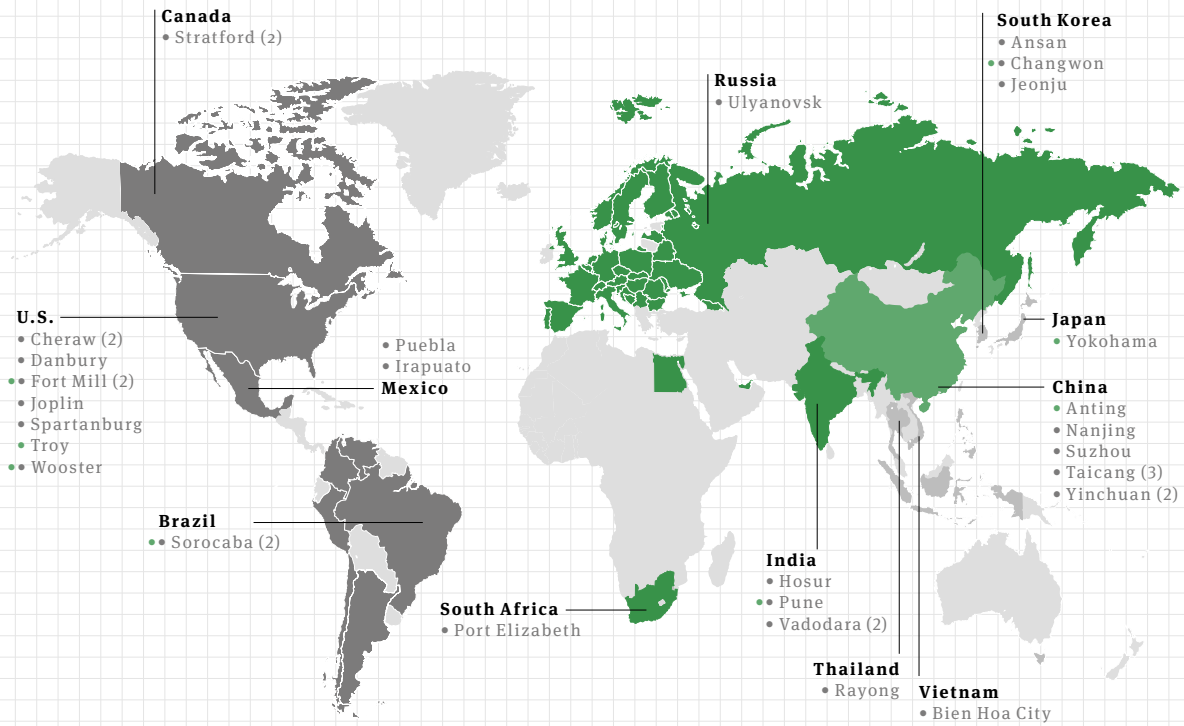 Canada
• Stratford (2)
South Korea
• Ansan
•• Changwon
• Jeonju
Russia
• Ulyanovsk
U.S.
• Cheraw (2)
• Danbury
•• Fort Mill (2)
• Joplin
• Spartanburg
• Troy
•• Wooster
• Puebla
• Irapuato
Mexico
Japan
• Yokohama
China
• Anting
• Nanjing
• Suzhou
• Taicang (3)
• Yinchuan (2)
Brazil
•• Sorocaba (2)
India
• Hosur
•• Pune
• Vadodara (2)
South Africa
• Port Elizabeth
Thailand
• Rayong
Vietnam
• Bien Hoa City